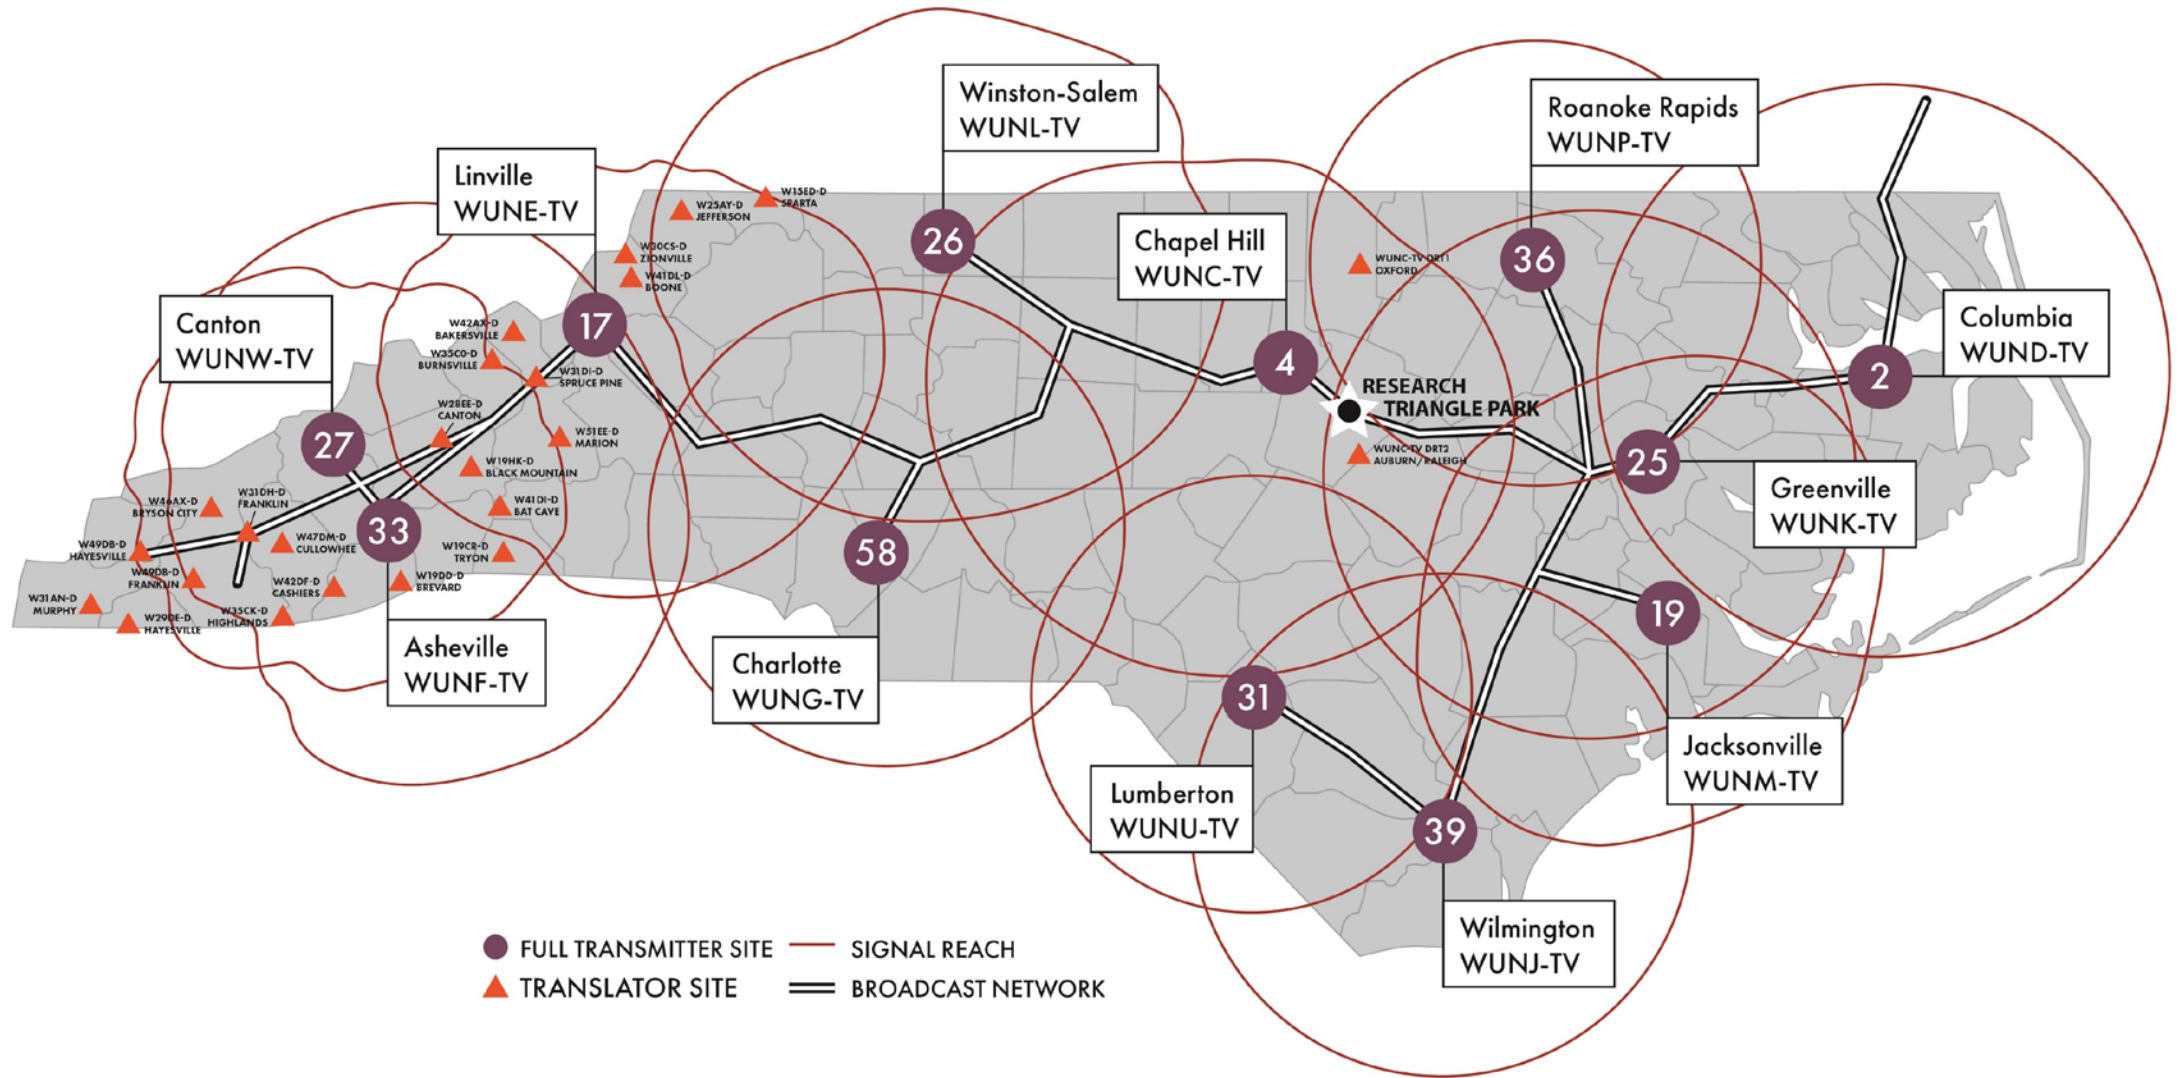 Winston-Salem
WUNL-TV
Roanoke Rapids
WUNP-TV
Linville
WUNE-TV
W15ED-D
SPARTA
W25AY-D
JEFFERSON
26
Chapel Hill
WUNC-TV
36
W30CS-D
ZIONVILLE
W41DL-D
BOONE
WUNC-TV DRT1
OXFORD
Canton
WUNW-TV
17
W42AX-D
BAKERSVILLE
W35CO-D
BURNSVILLE
W31DI-D
SPRUCE PINE
4
RESEARCH
TRIANGLE PARK
2
Columbia
WUND-TV
W28EE-D
CANTON
27
W51EE-D
MARION
W19HK-D
BLACK MOUNTAIN
WUNC-TV DRT2
AUBURN/RALEIGH
25
Greenville
WUNK-TV
W46AX-D
BRYSON CITY
W31DH-D
FRANKLIN
W41DI-D
BAT CAVE
33
W49DB-D
HAYESVILLE
W47DM-D
CULLOWHEE
W19CR-D
TRYON
58
W49DB-D
FRANKLIN
W42DF-D
CASHIERS
W19DD-D
BREVARD
W31AN-D
MURPHY
W29DE-D
HAYESVILLE
W35CK-D
HIGHLANDS
19
Asheville
WUNF-TV
Charlotte
WUNG-TV
31
Jacksonville
WUNM-TV
Lumberton
WUNU-TV
39
Wilmington
WUNJ-TV
FULL TRANSMITTER SITE
SIGNAL REACH
TRANSLATOR SITE
BROADCAST NETWORK